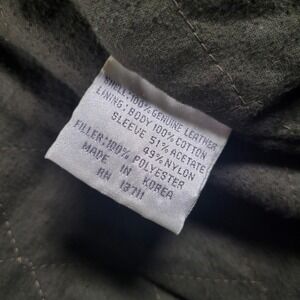 SHELL:100% GENUINE LEATHER
LINING:BODY 100% COTTON
SLEEVE 51% ACETATE
49% NYLON
FILLER:100% POLYESTER
MADE IN KOREA
RN 13711